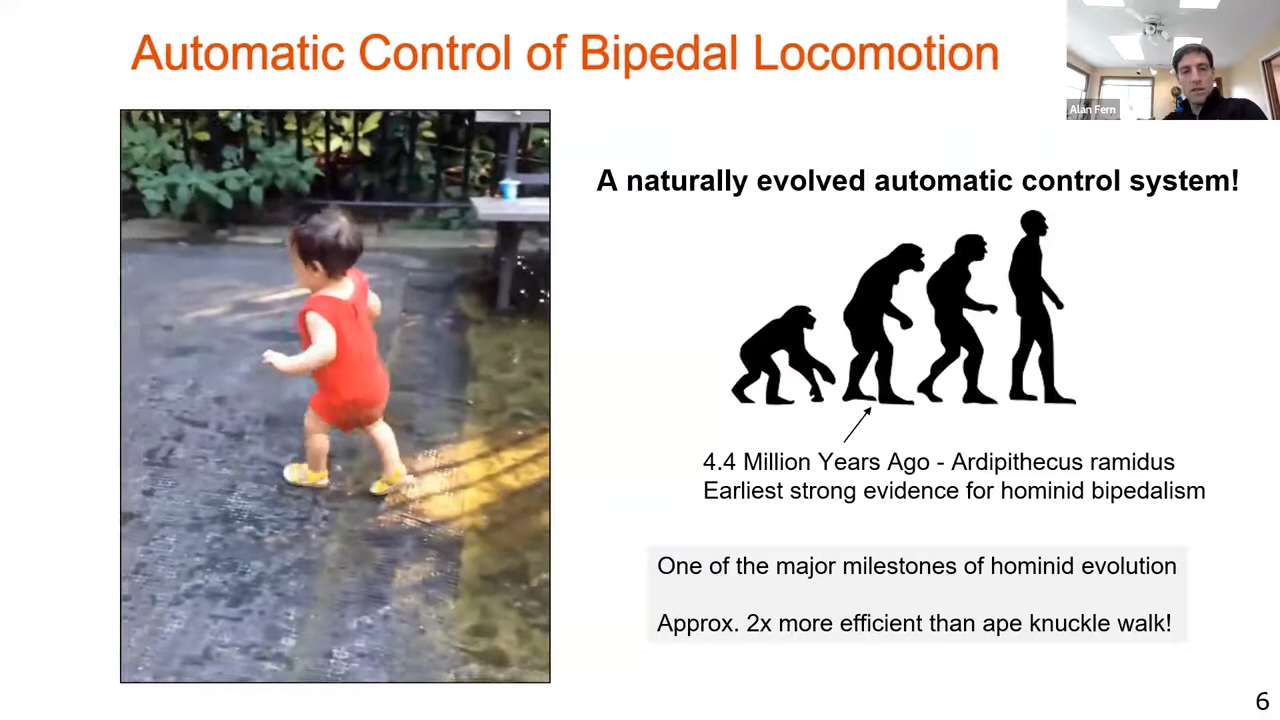 Automatic Control of Bipedal Locomotion
Alan Fern
A naturally evolved automatic control system!
4.4 Million Years Ago - Ardipithecus ramidus
Earliest strong evidence for hominid bipedalism
One of the major milestones of hominid evolution
Approx. 2x more efficient than ape knuckle walk!
6